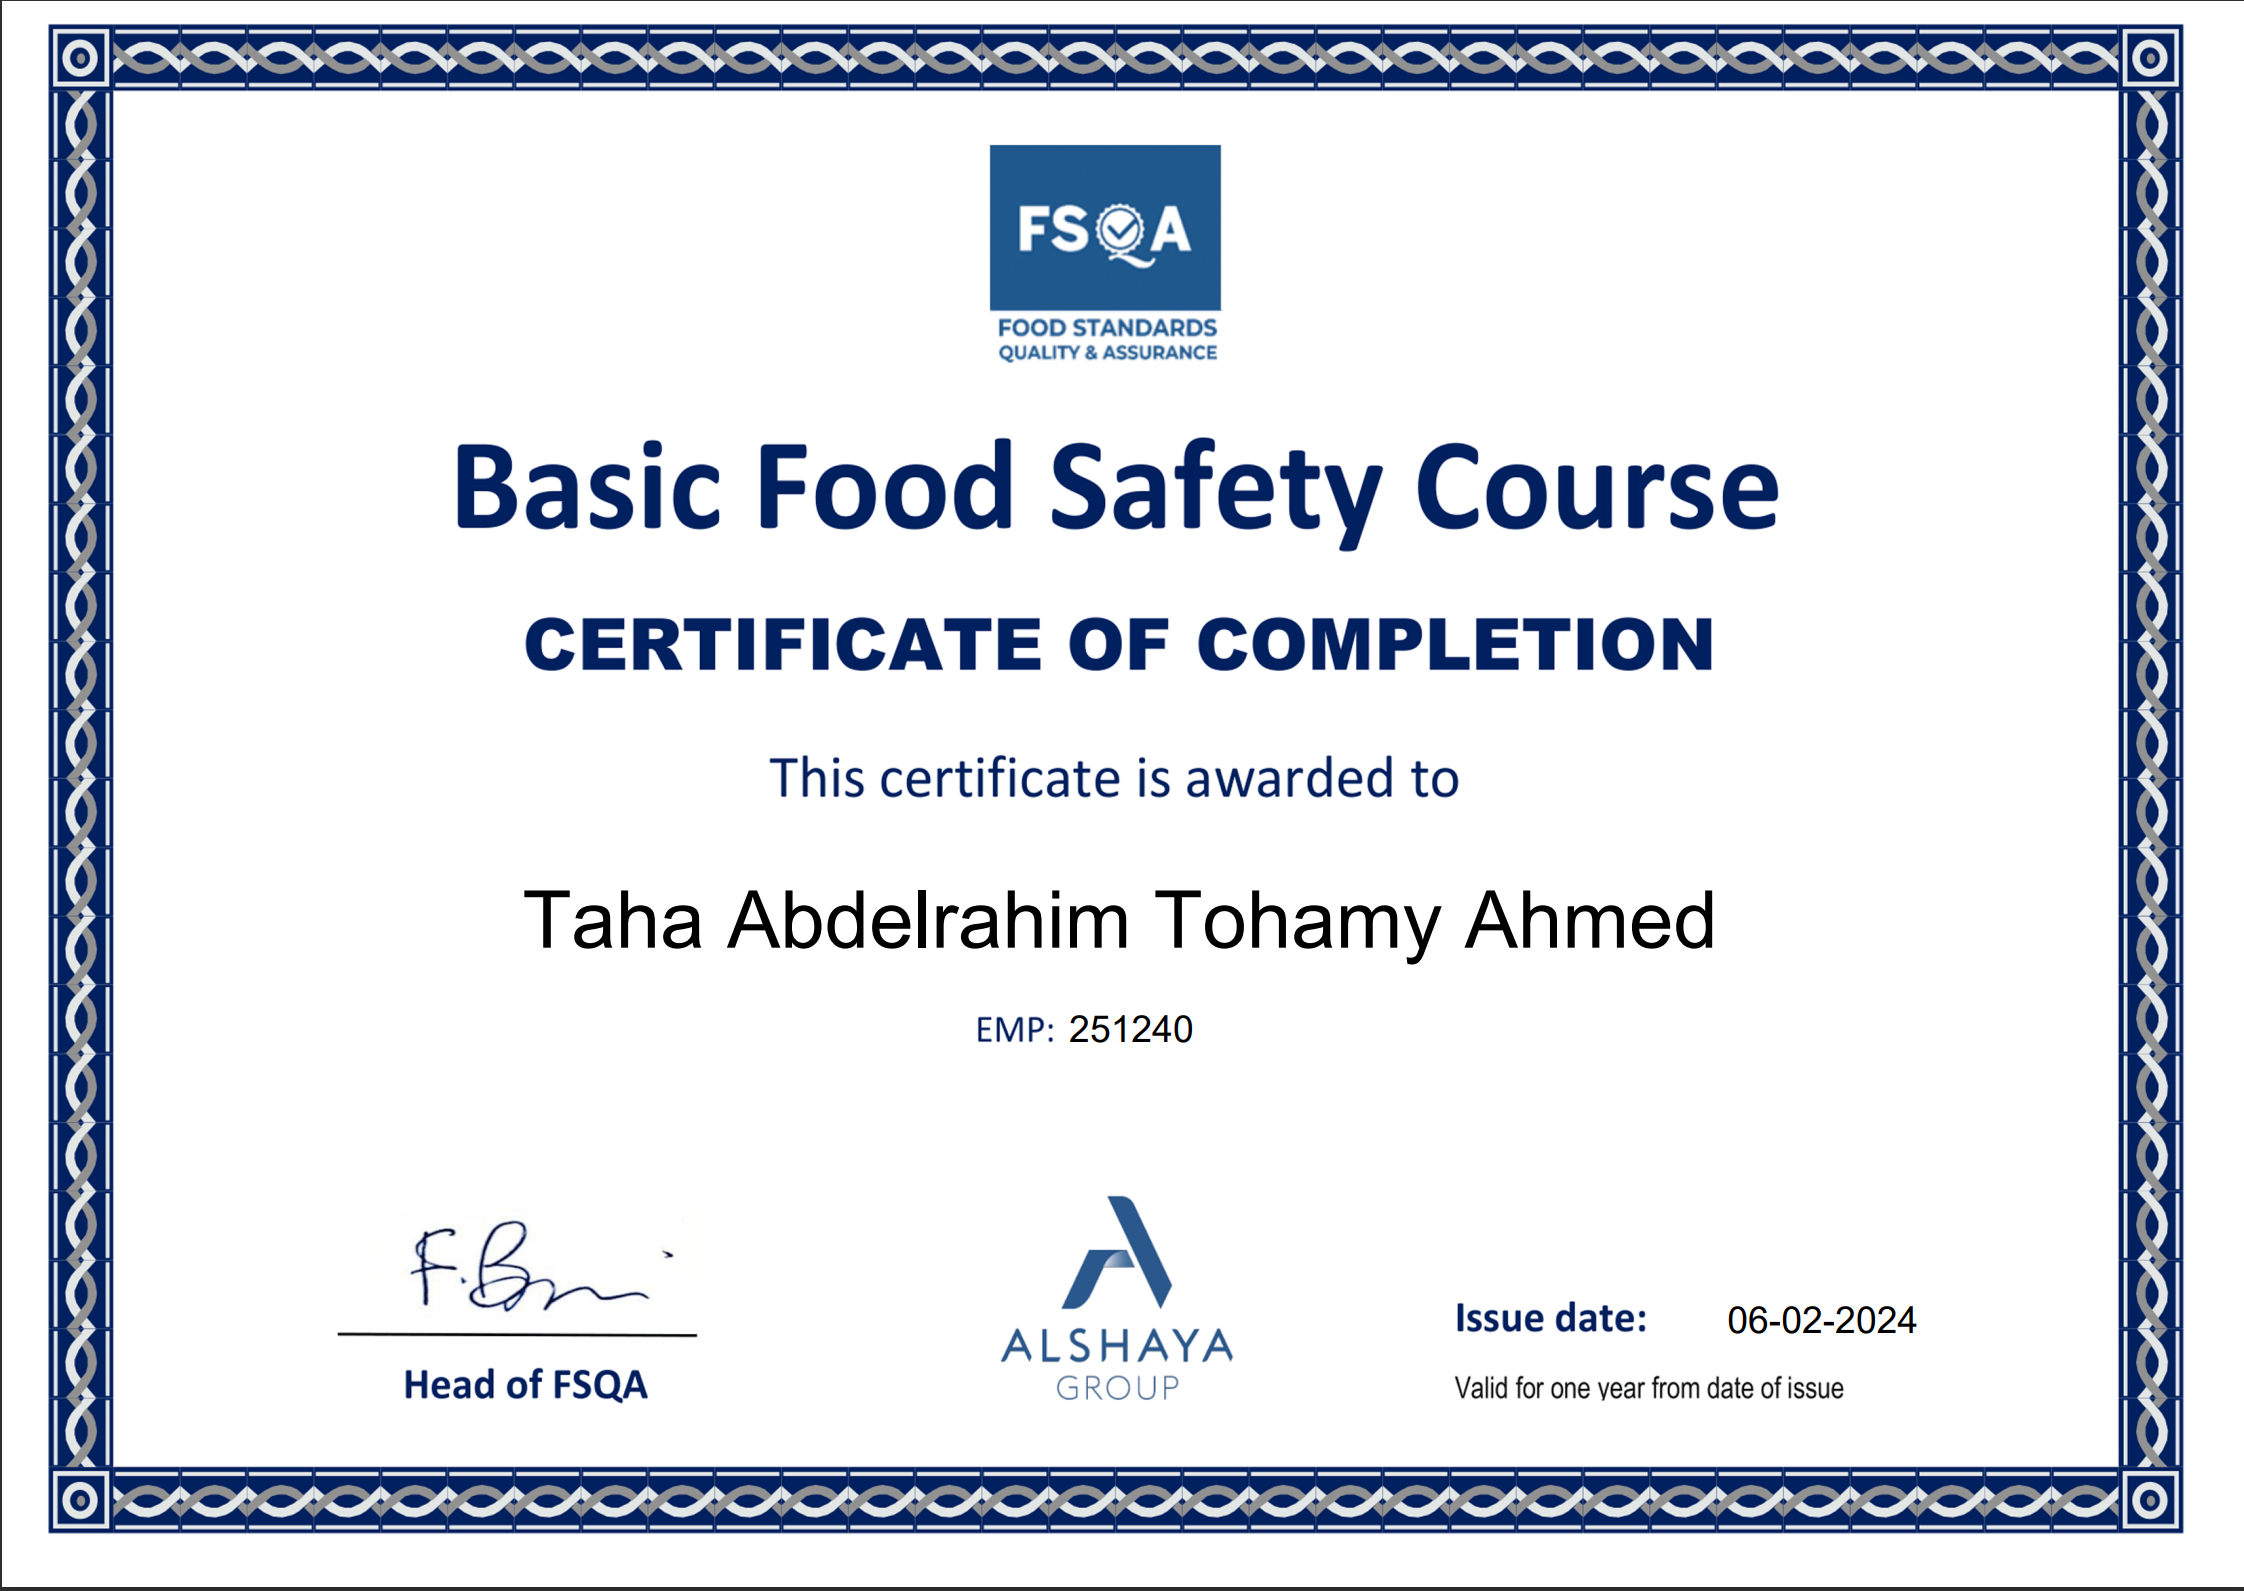 FSQA
FOOD STANDARDS
QUALITY & ASSURANCE
Basic Food Safety Course
CERTIFICATE OF COMPLETION
This certificate is awarded to
Taha Abdelrahim Tohamy Ahmed
EMP: 251240
Head of FSQA
ALSHAYA
GROUP
Issue date: 06-02-2024
Valid for one year from date of issue